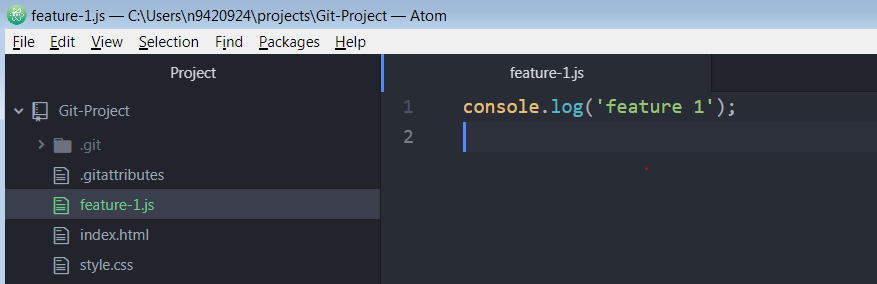 feature-1.js — C:\Users\n9420924\projects\Git-Project — Atom
File Edit View Selection Find Packages Help
Project
feature-1.js
Git-Project
.git
.gitattributes
feature-1.js
index.html
style.css
1 console.log('feature 1');
2